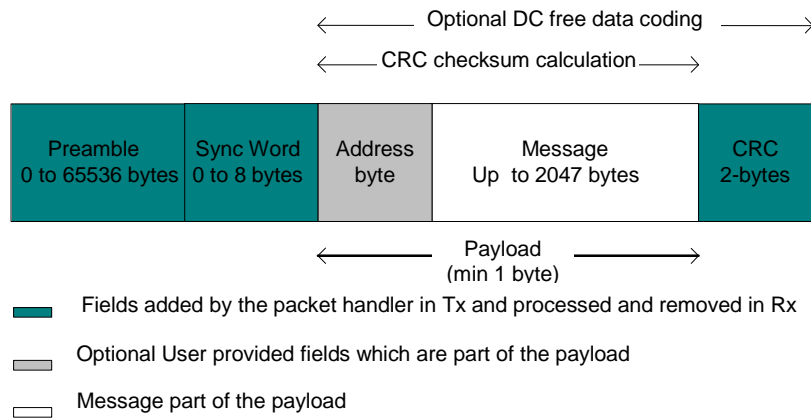 Optional DC free data coding
CRC checksum calculation
Preamble
0 to 65536 bytes
Sync Word
0 to 8 bytes
Address
byte
Message
Up to 2047 bytes
CRC
2-bytes
Payload
(min 1 byte)
Fields added by the packet handler in Tx and processed and removed in Rx
Optional User provided fields which are part of the payload
Message part of the payload